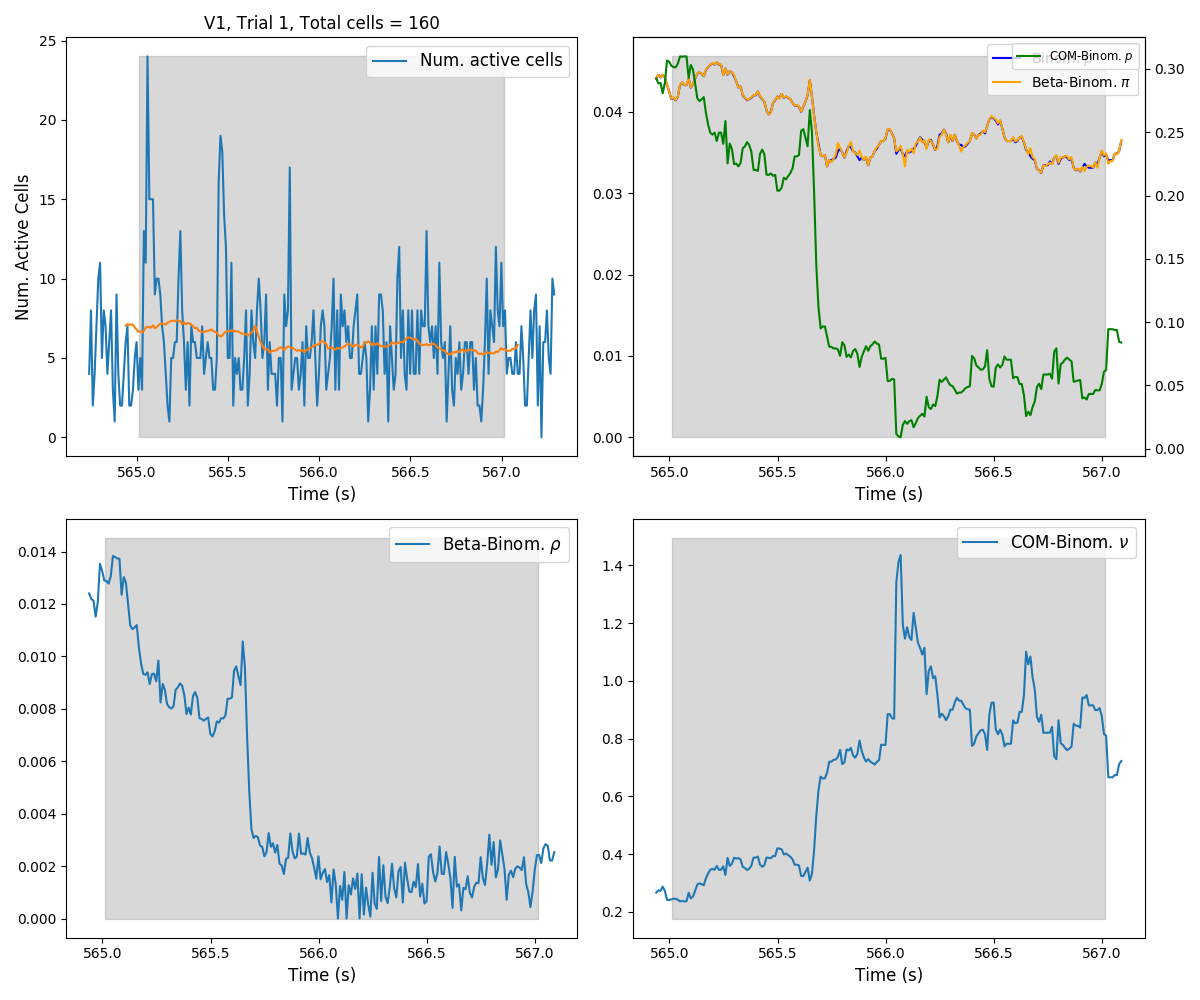 V1, Trial 1, Total cells = 160
Num. Active Cells
25
20
15
10
5
0
Num. active cells
565.0 565.5 566.0 566.5 567.0
Time (s)
0.04
0.03
0.02
0.01
0.00
COM-Binom. p
Beta-Binom. π
0.30
0.25
0.20
0.15
0.10
0.05
0.00
565.0 565.5 566.0 566.5 567.0
Time (s)
0.014
0.012
0.010
0.008
0.006
0.004
0.002
0.000
Beta-Binom. ρ
565.0 565.5 566.0 566.5 567.0
Time (s)
1.4
1.2
1.0
0.8
0.6
0.4
0.2
COM-Binom. ν
565.0 565.5 566.0 566.5 567.0
Time (s)